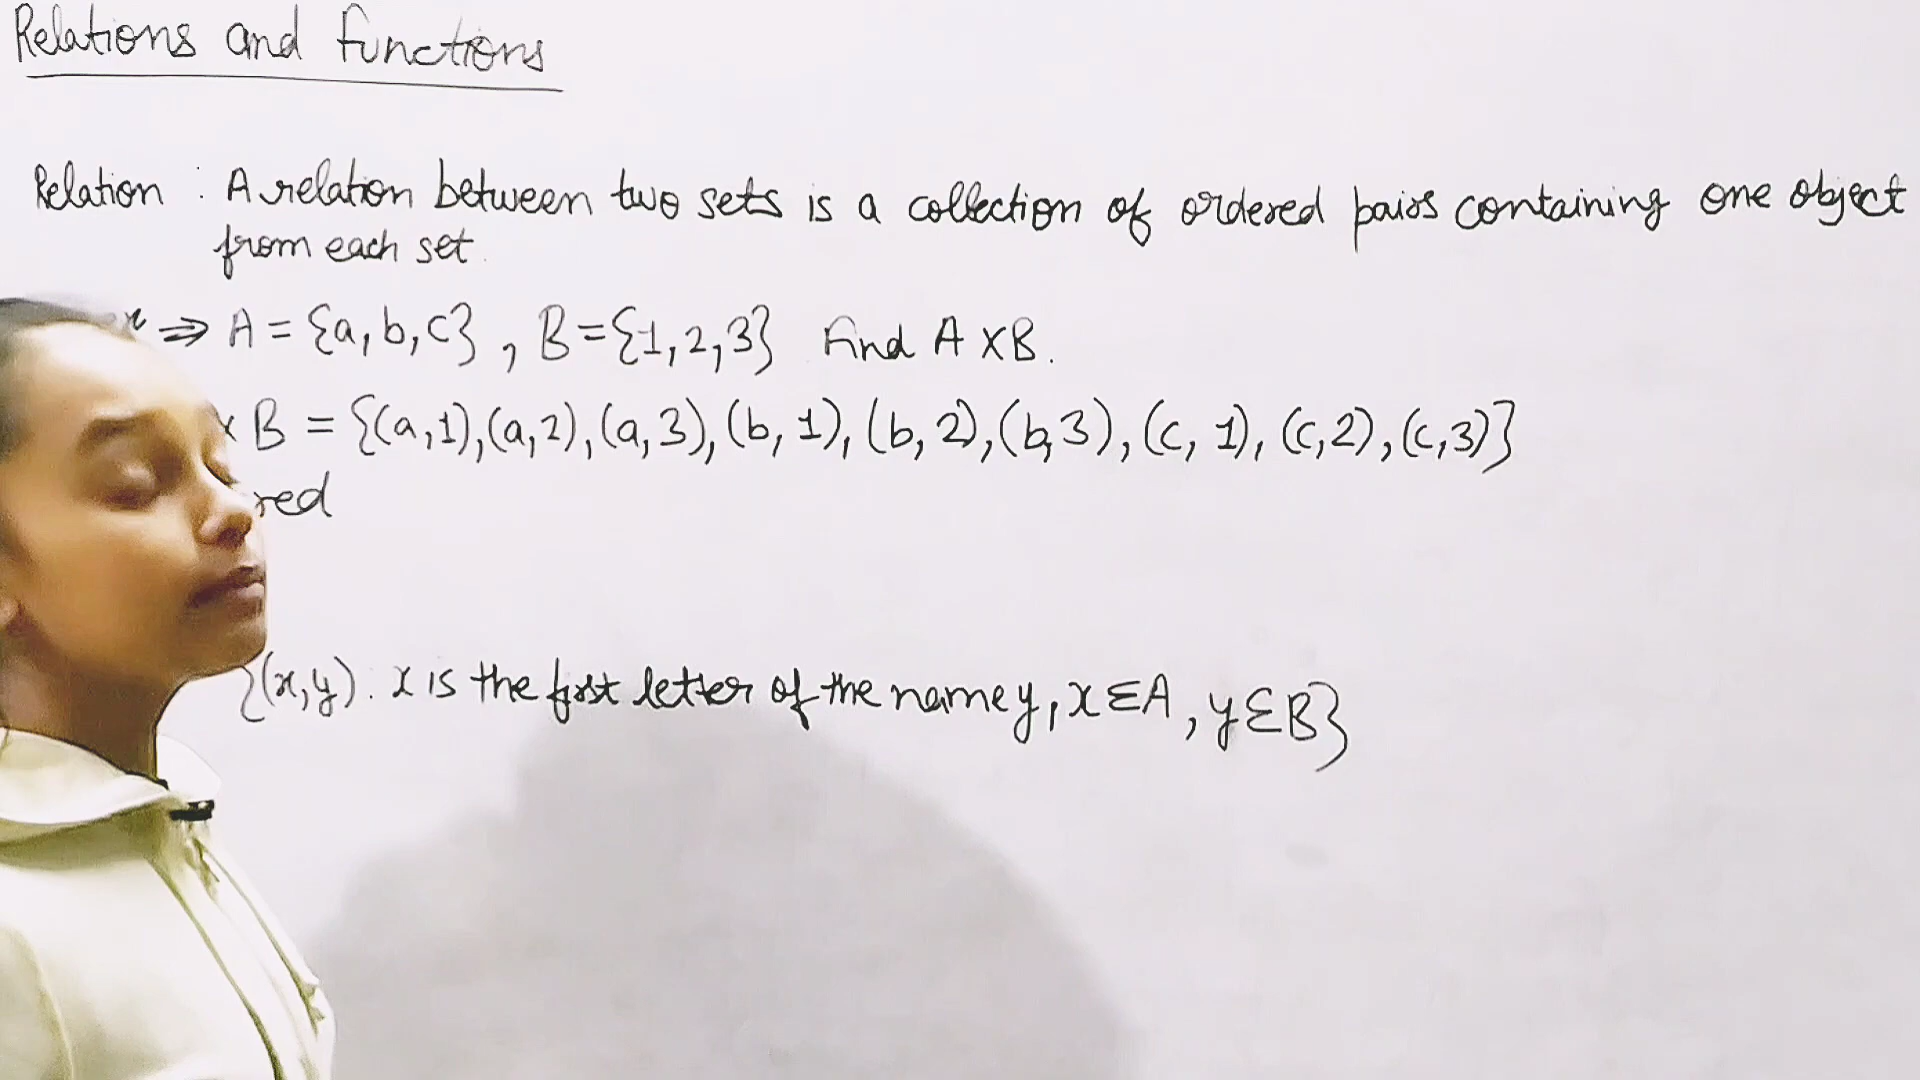 Relations and functions
Relation : A relation between two sets is a collection of ordered pairs containing one object
from each set.
x ⇒ A = {a, b, c} , B = {1, 2, 3} Find A X B.
x B = {(a, 1), (a, 2), (a, 3), (b, 1), (b, 2), (b, 3), (c, 1), (c, 2), (c, 3)}
red
{(x, y) : x is the first letter of the name y, x ∈ A , y ∈ B}